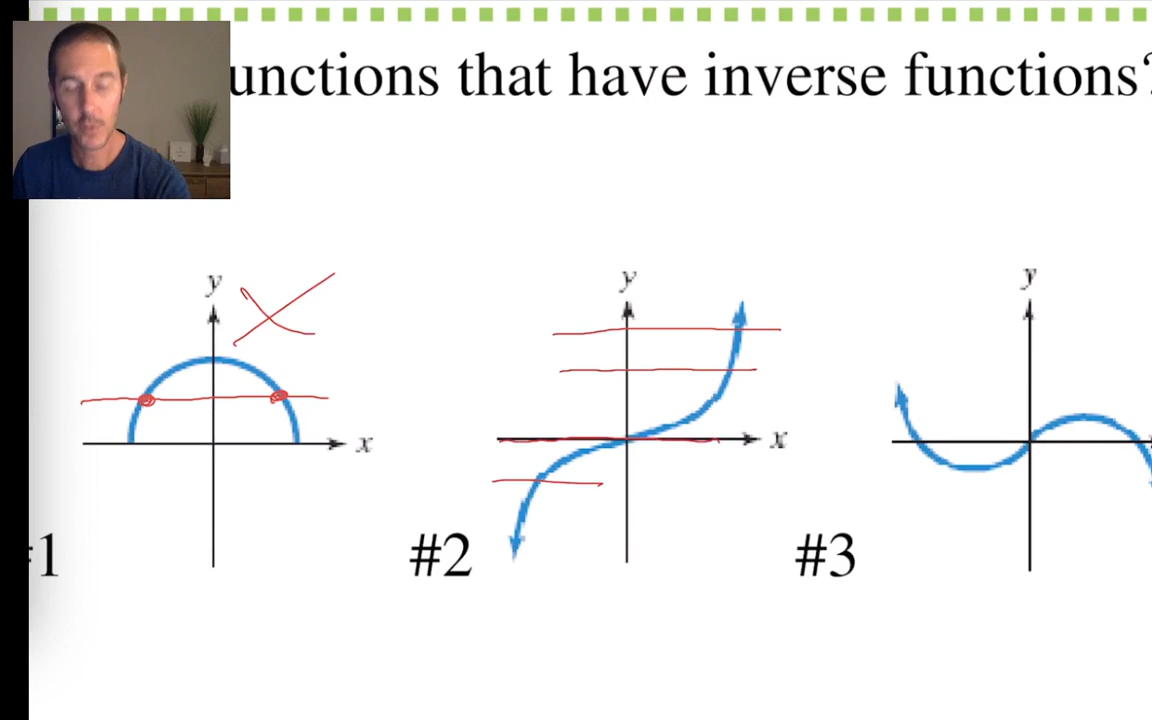 unctions that have inverse functions?
y
y
y
x
x
#1
#2
#3